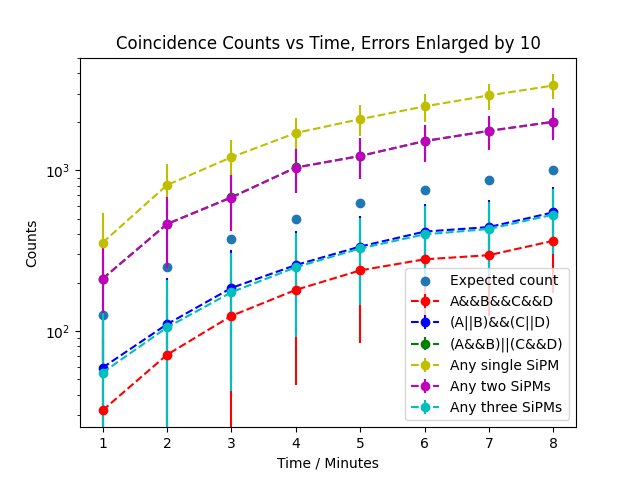 Coincidence Counts vs Time, Errors Enlarged by 10
10³
10²
Counts
Expected count
A&&B&&C&&D
(A||B)&&(C||D)
(A&&B)||(C&&D)
Any single SiPM
Any two SiPMs
Any three SiPMs
1 2 3 4 5 6 7 8
Time / Minutes